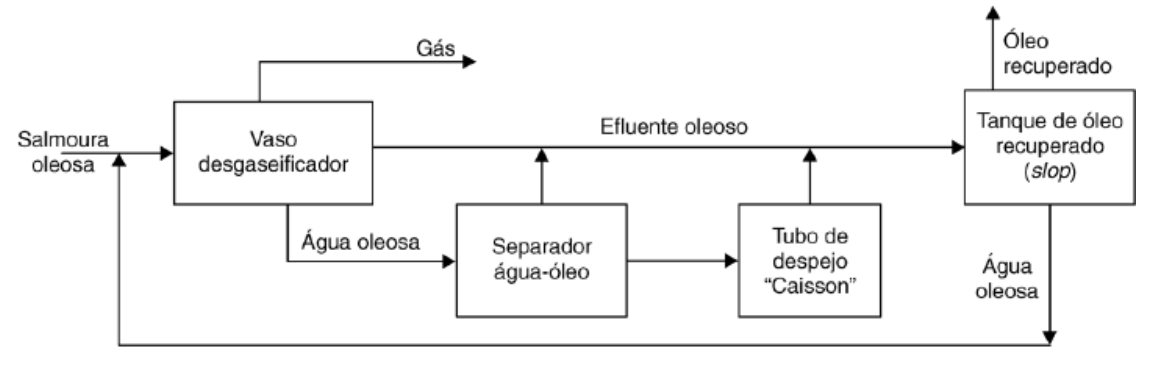 Gás
Óleo
recuperado
Salmoura
oleosa
Vaso
desgaseificador
Efluente oleoso
Tanque de óleo
recuperado
(slop)
Água oleosa
Separador
água-óleo
Tubo de
despejo
“Caisson”
Água
oleosa